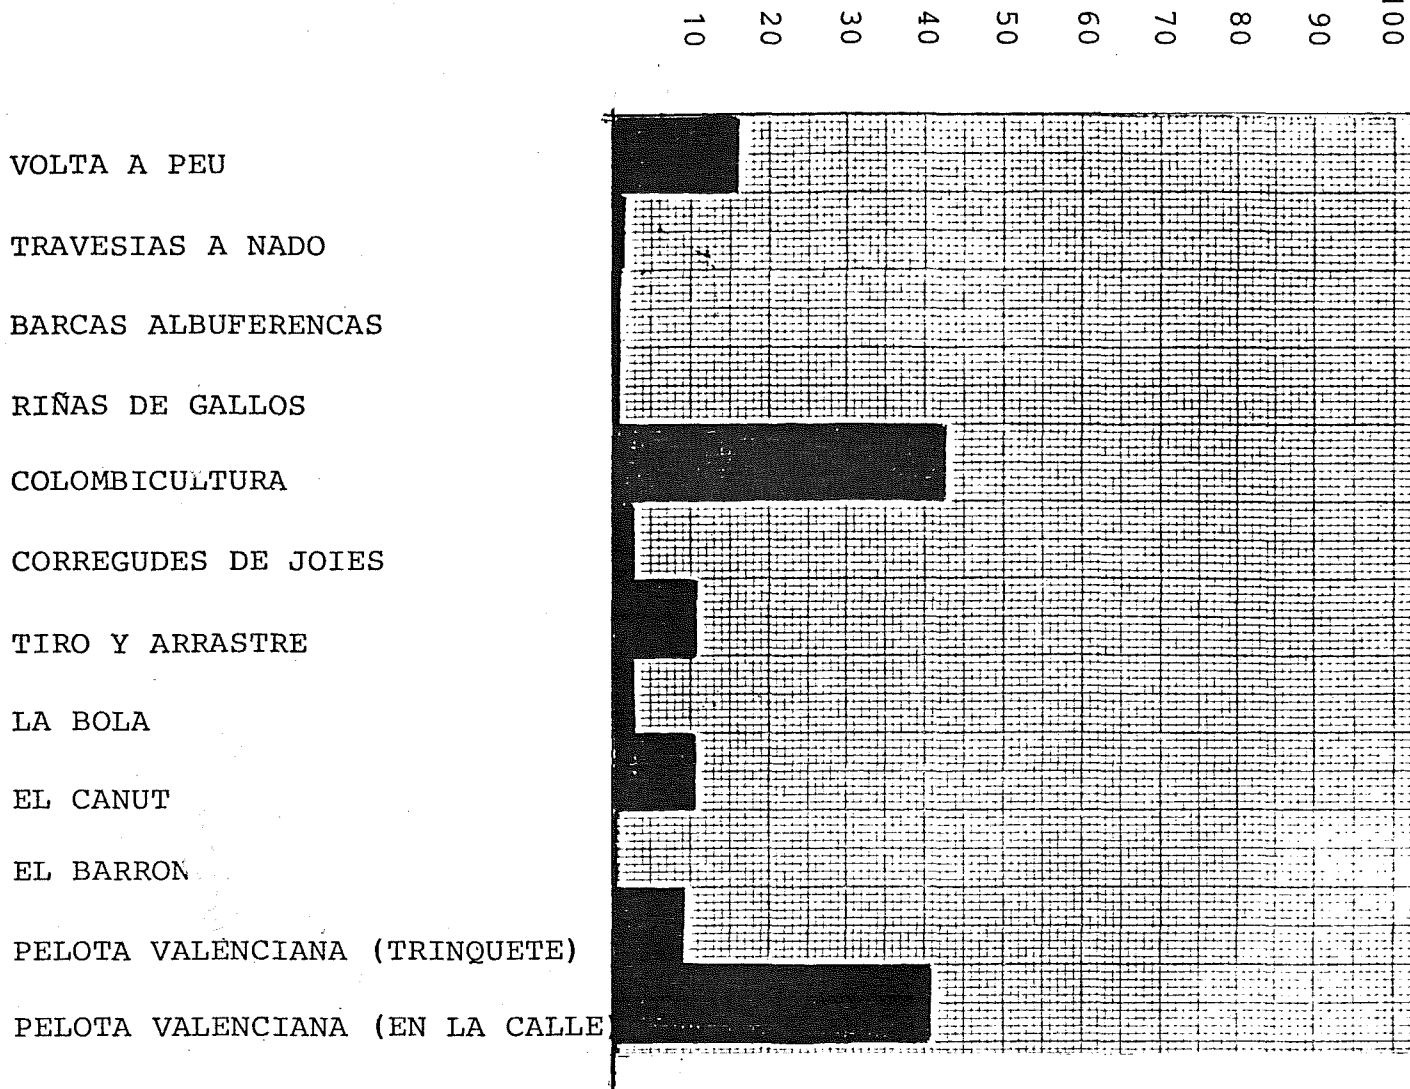 10 20 30 40 50 60 70 80 90 100
VOLTA A PEU
TRAVESIAS A NADO
BARCAS ALBUFERENCAS
RIÑAS DE GALLOS
COLOMBICULTURA
CORREGUDES DE JOIES
TIRO Y ARRASTRE
LA BOLA
EL CANUT
EL BARRON
PELOTA VALENCIANA (TRINQUETE)
PELOTA VALENCIANA (EN LA CALLE)